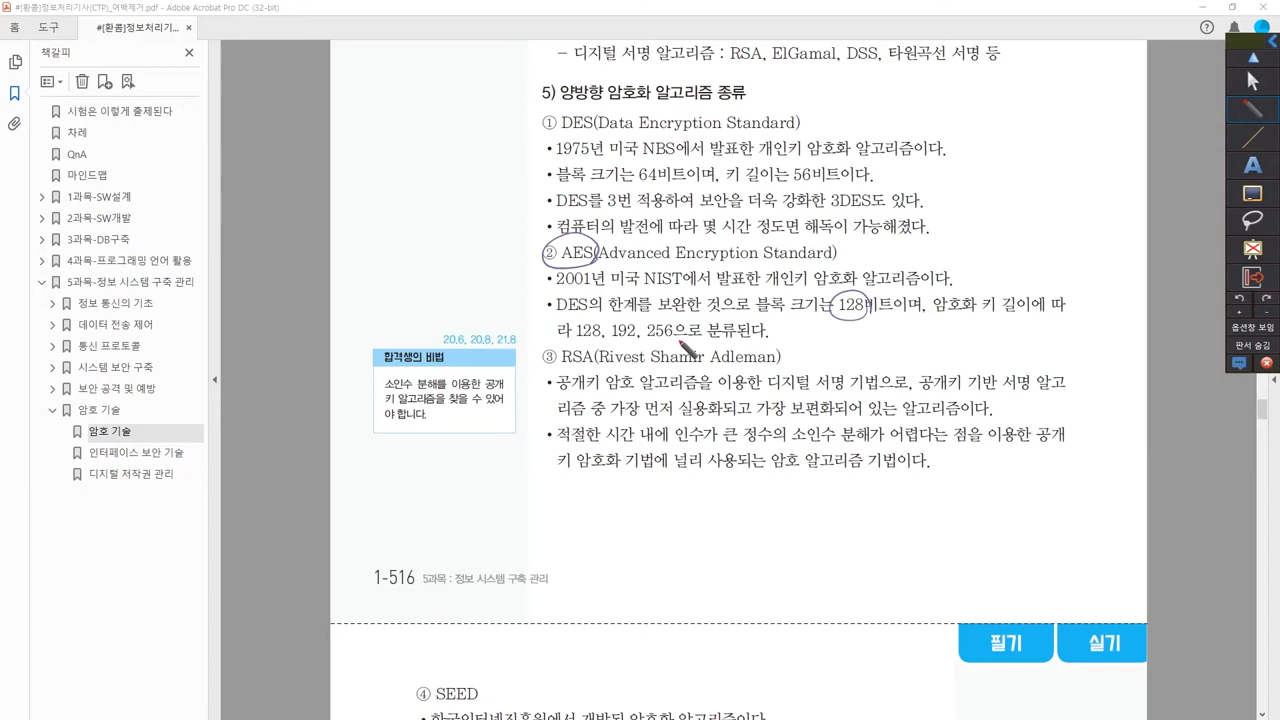 #[환콤]정보처리기사(CTP)_여백제거.pdf - Adobe Acrobat Pro DC (32-bit)
홈 도구 #[환콤]정보처리기... ×
책갈피 ×
시험은 이렇게 출제된다
차례
QnA
마인드맵
1과목-SW설계
2과목-SW개발
3과목-DB구축
4과목-프로그래밍 언어 활용
5과목-정보 시스템 구축 관리
정보 통신의 기초
데이터 전송 제어
통신 프로토콜
시스템 보안 구축
보안 공격 및 예방
암호 기술
암호 기술
인터페이스 보안 기술
디지털 저작권 관리
– 디지털 서명 알고리즘 : RSA, ElGamal, DSS, 타원곡선 서명 등
5) 양방향 암호화 알고리즘 종류
① DES(Data Encryption Standard)
• 1975년 미국 NBS에서 발표한 개인키 암호화 알고리즘이다.
• 블록 크기는 64비트이며, 키 길이는 56비트이다.
• DES를 3번 적용하여 보안을 더욱 강화한 3DES도 있다.
• 컴퓨터의 발전에 따라 몇 시간 정도면 해독이 가능해졌다.
② AES(Advanced Encryption Standard)
• 2001년 미국 NIST에서 발표한 개인키 암호화 알고리즘이다.
• DES의 한계를 보완한 것으로 블록 크기는 128비트이며, 암호화 키 길이에 따
라 128, 192, 256으로 분류된다.
③ RSA(Rivest Shamir Adleman)
• 공개키 암호 알고리즘을 이용한 디지털 서명 기법으로, 공개키 기반 서명 알고
리즘 중 가장 먼저 실용화되고 가장 보편화되어 있는 알고리즘이다.
• 적절한 시간 내에 인수가 큰 정수의 소인수 분해가 어렵다는 점을 이용한 공개
키 암호화 기법에 널리 사용되는 암호 알고리즘 기법이다.
20.6, 20.8, 21.8
합격생의 비법
소인수 분해를 이용한 공개
키 알고리즘을 찾을 수 있어
야 합니다.
1-516 5과목 : 정보 시스템 구축 관리
필기 실기
④ SEED
• 한국인터넷진흥원에서 개발된 암호화 알고리즘이다.
A
옵션창 보임
판서 숨김